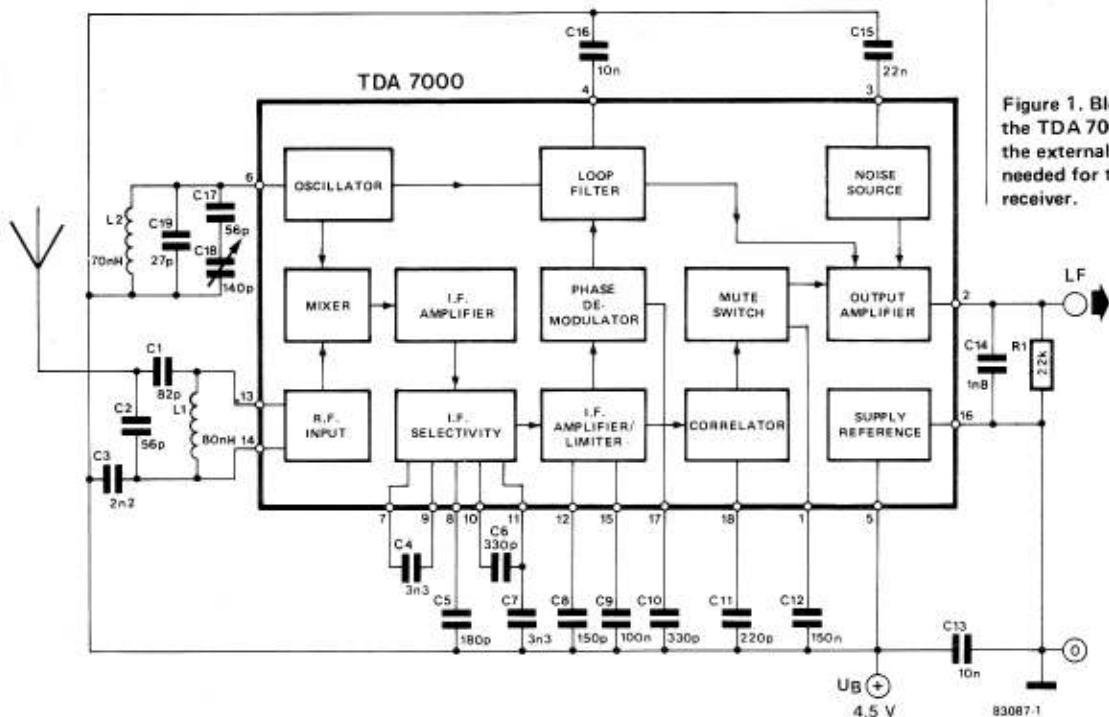 C16
10n
C15
22n
TDA 7000
4
3
Figure 1. Bl
the TDA 70
the external
needed for t
receiver.
6
OSCILLATOR
LOOP
FILTER
NOISE
SOURCE
L2
70nH
C19
27p
C17
56p
C18
140p
MIXER
I.F.
AMPLIFIER
PHASE
DE-
MODULATOR
MUTE
SWITCH
OUTPUT
AMPLIFIER
2
LF
C14
1n8
R1
22k
C1
82p
L1
80nH
C2
56p
C3
2n2
13
14
R.F.
INPUT
I.F.
SELECTIVITY
I.F.
AMPLIFIER/
LIMITER
CORRELATOR
SUPPLY
REFERENCE
16
7
9
8
10
11
12
15
17
18
1
5
C4
3n3
C6
330p
C5
180p
C7
3n3
C8
150p
C9
100n
C10
330p
C11
220p
C12
150n
C13
10n
0
UB +
4.5 V
83087-1